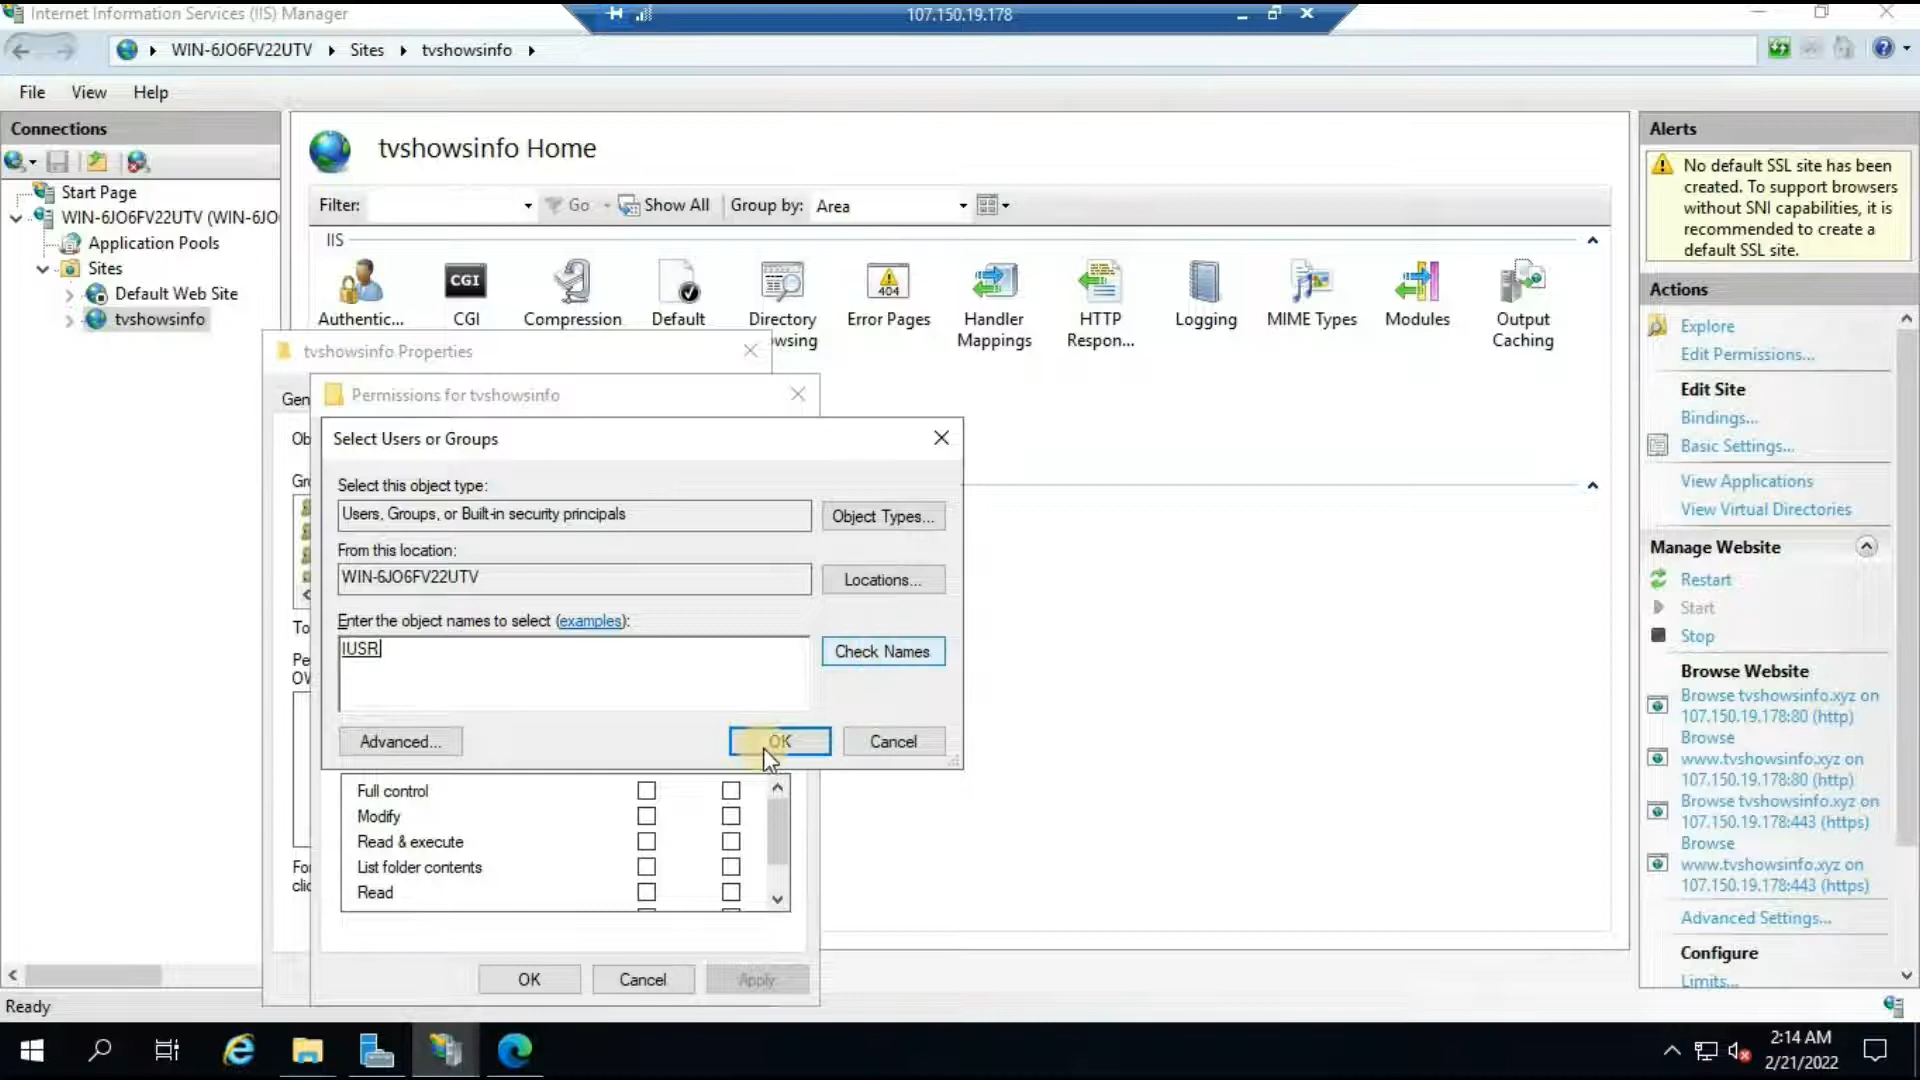 Internet Information Services (IIS) Manager
107.150.19.178
WIN-6JO6FV22UTV
Sites
tvshowsinfo
File
View
Help
Connections
Start Page
WIN-6JO6FV22UTV (WIN-6JO
Application Pools
Sites
Default Web Site
tvshowsinfo
tvshowsinfo Home
Filter:
Go
Show All
Group by:
Area
IIS
Authentic...
CGI
CGI
Compression
Default
Directory
wsing
404
Error Pages
Handler
Mappings
HTTP
Respon...
Logging
MIME Types
Modules
Output
Caching
tvshowsinfo Properties
Gen
Ob
Gr
To
Pe
Fo
clic
Permissions for tvshowsinfo
Select Users or Groups
Select this object type:
Users, Groups, or Built-in security principals
Object Types...
From this location:
WIN-6JO6FV22UTV
Locations...
Enter the object names to select (examples):
IUSR
Check Names
Advanced...
OK
Cancel
Full control
Modify
Read & execute
List folder contents
Read
OK
Cancel
Apply
Alerts
No default SSL site has been
created. To support browsers
without SNI capabilities, it is
recommended to create a
default SSL site.
Actions
Explore
Edit Permissions...
Edit Site
Bindings...
Basic Settings...
View Applications
View Virtual Directories
Manage Website
Restart
Start
Stop
Browse Website
Browse tvshowsinfo.xyz on
107.150.19.178:80 (http)
Browse
www.tvshowsinfo.xyz on
107.150.19.178:80 (http)
Browse tvshowsinfo.xyz on
107.150.19.178:443 (https)
Browse
www.tvshowsinfo.xyz on
107.150.19.178:443 (https)
Advanced Settings...
Configure
Limits...
Ready
2:14 AM
2/21/2022